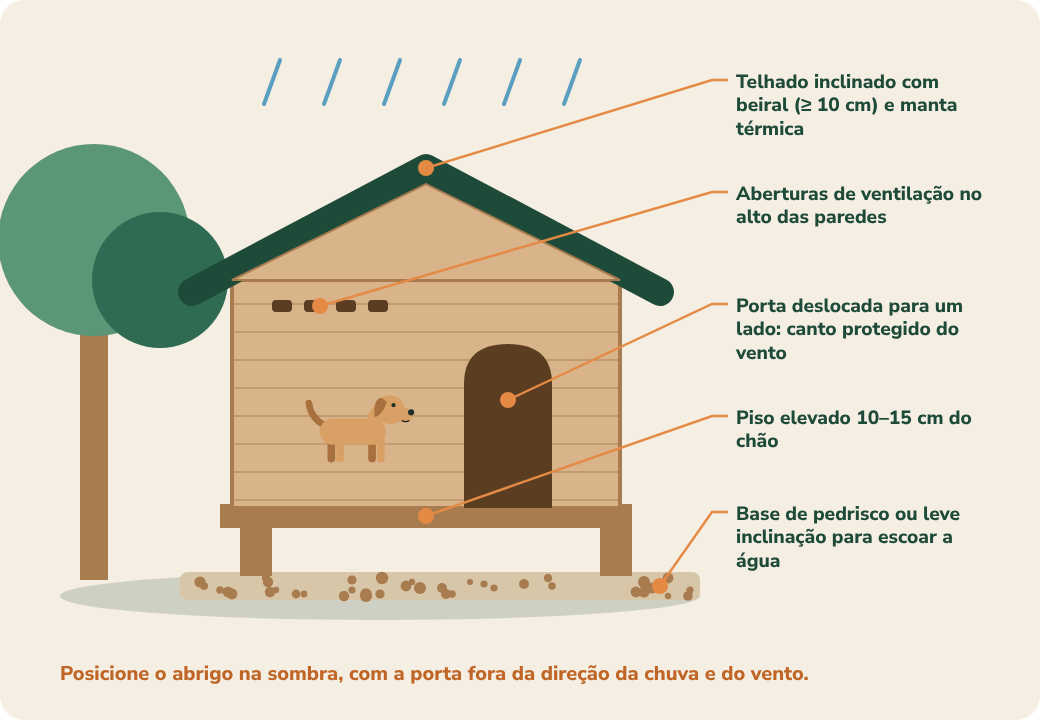 Telhado inclinado com
beiral (≥ 10 cm) e manta
térmica
Aberturas de ventilação no
alto das paredes
Porta deslocada para um
lado: canto protegido do
vento
Piso elevado 10–15 cm do
chão
Base de pedrisco ou leve
inclinação para escoar a
água
Posicione o abrigo na sombra, com a porta fora da direção da chuva e do vento.